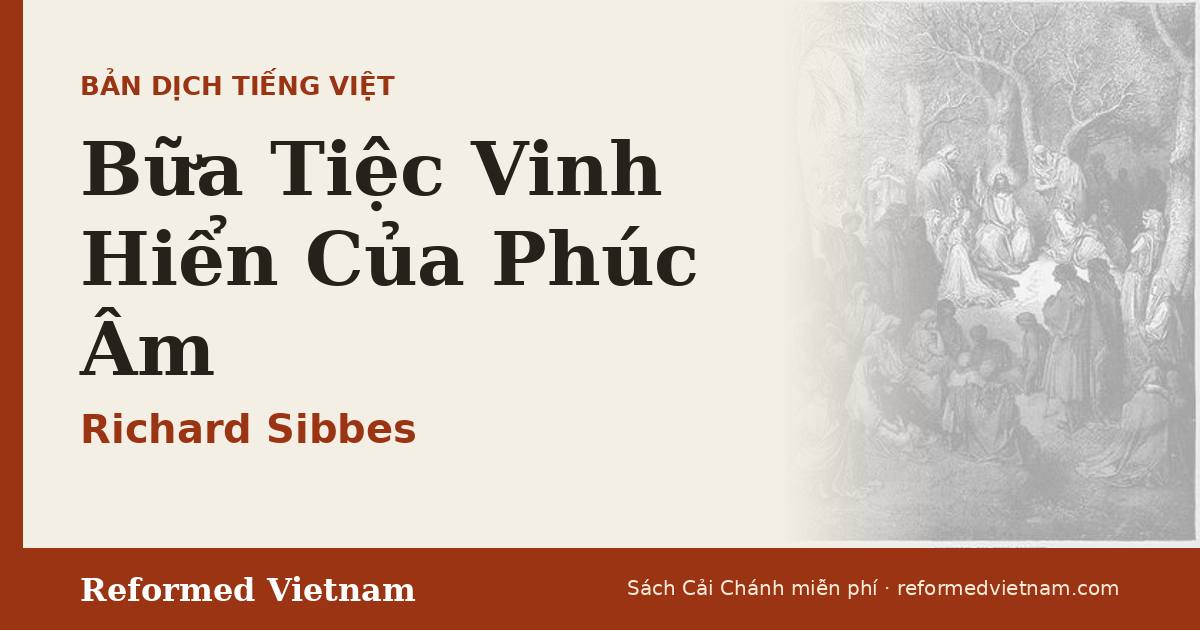 BẢN DỊCH TIẾNG VIỆT
Bữa Tiệc Vinh
Hiển Của Phúc
Âm
Richard Sibbes
Reformed Vietnam
Sách Cải Chánh miễn phí · reformedvietnam.com